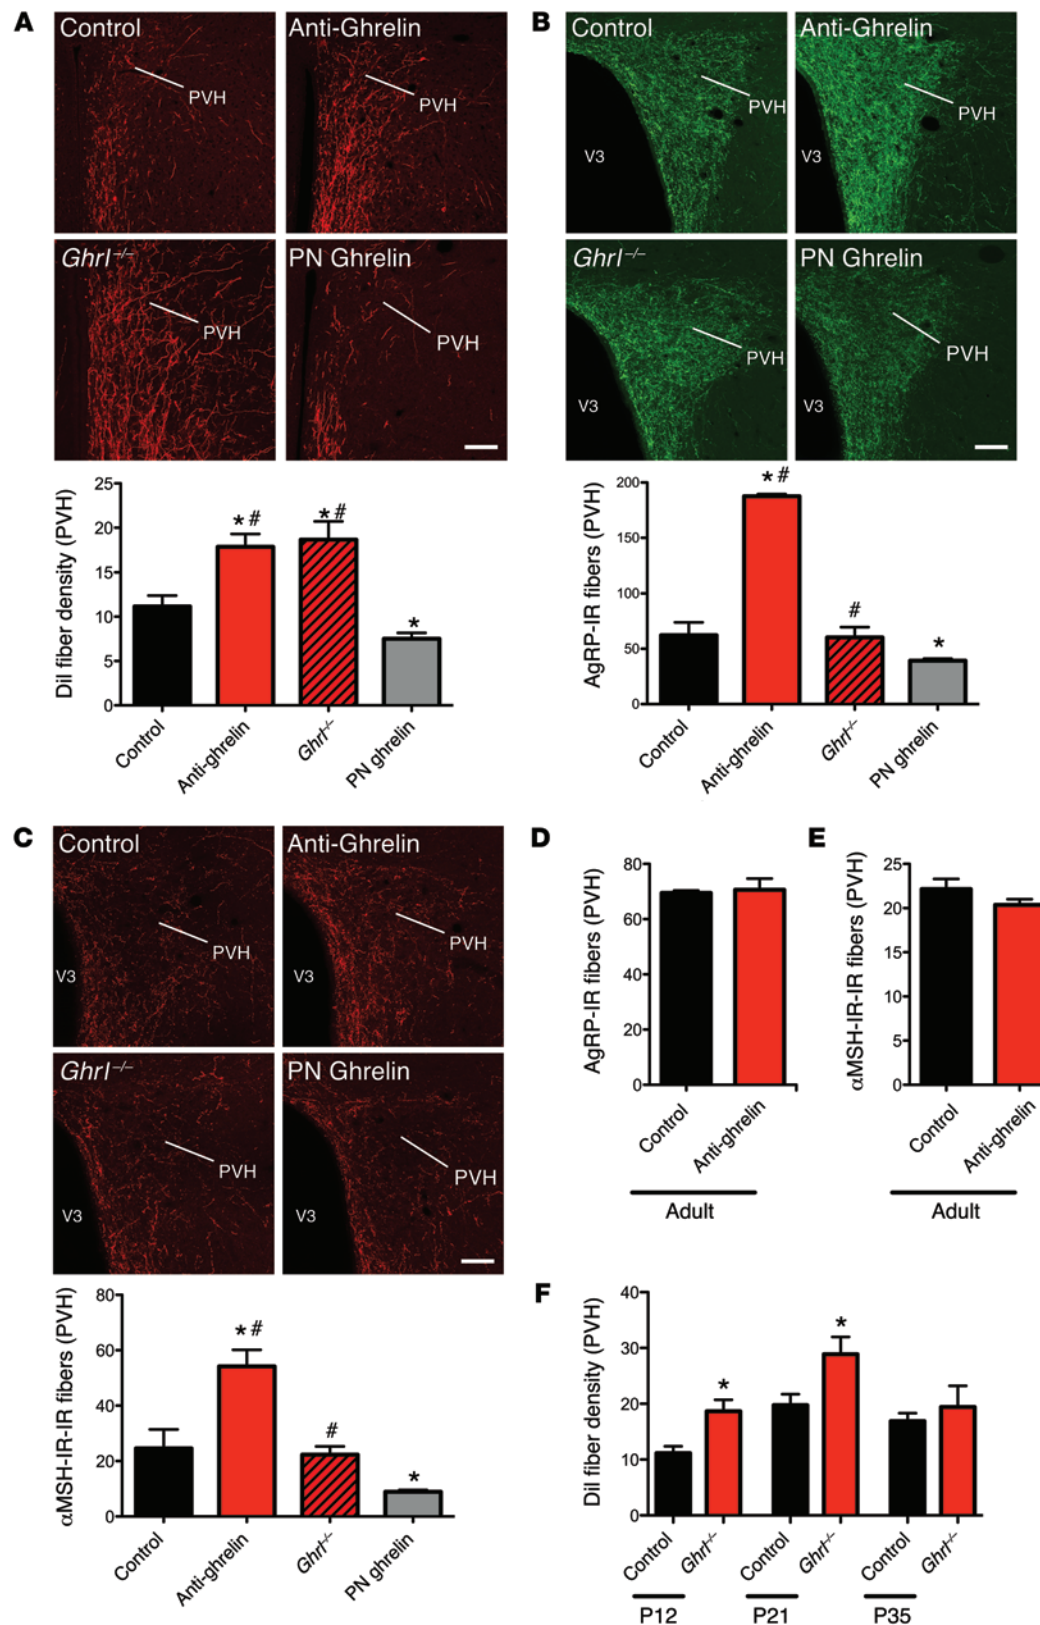 A
Control
Anti-Ghrelin
PVH
PVH
Ghrl−/−
PN Ghrelin
PVH
PVH
Dil fiber density (PVH)
25
20
15
10
5
0
* #
* #
*
Control
Anti-ghrelin
Ghrl−/−
PN ghrelin
B
Control
Anti-Ghrelin
PVH
PVH
V3
V3
Ghrl−/−
PN Ghrelin
PVH
PVH
V3
V3
AgRP-IR fibers (PVH)
200
150
100
50
0
* #
#
*
Control
Anti-ghrelin
Ghrl−/−
PN ghrelin
C
Control
Anti-Ghrelin
PVH
PVH
V3
V3
Ghrl−/−
PN Ghrelin
PVH
PVH
V3
V3
αMSH-IR-IR fibers (PVH)
80
60
40
20
0
* #
#
*
Control
Anti-ghrelin
Ghrl−/−
PN ghrelin
D
AgRP-IR fibers (PVH)
80
60
40
20
0
Control
Anti-ghrelin
Adult
E
αMSH-IR-IR fibers (PVH)
25
20
15
10
5
0
Control
Anti-ghrelin
Adult
F
Dil fiber density (PVH)
40
30
20
10
0
*
*
Control
Ghrl−/−
Control
Ghrl−/−
Control
Ghrl−/−
P12
P21
P35